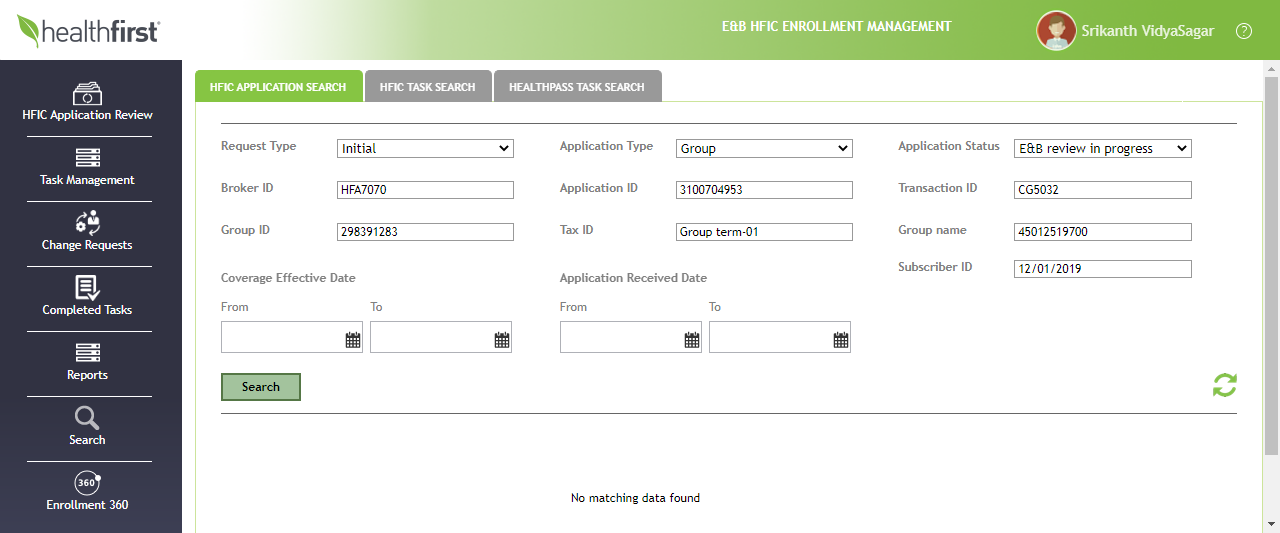 healthfirst
E&B HFIC ENROLLMENT MANAGEMENT
Srikanth VidyaSagar
?
HFIC Application Review
Task Management
Change Requests
Completed Tasks
Reports
Search
360
Enrollment 360
HFIC APPLICATION SEARCH
HFIC TASK SEARCH
HEALTHPASS TASK SEARCH
Request Type Initial
Application Type Group
Application Status E&B review in progress
Broker ID HFA7070
Application ID 3100704953
Transaction ID CG5032
Group ID 298391283
Tax ID Group term-01
Group name 45012519700
Subscriber ID 12/01/2019
Coverage Effective Date
From To
Application Received Date
From To
Search
No matching data found